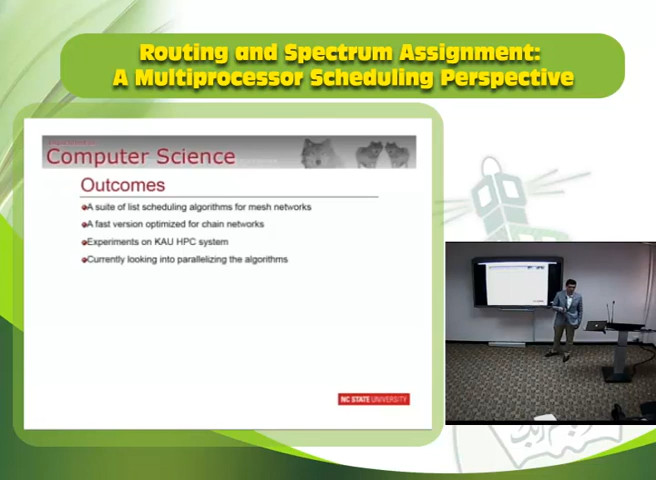 Routing and Spectrum Assignment:
A Multiprocessor Scheduling Perspective
Computer Science
Outcomes
A suite of list scheduling algorithms for mesh networks
A fast version optimized for chain networks
Experiments on KAU HPC system
Currently looking into parallelizing the algorithms
NC STATE UNIVERSITY